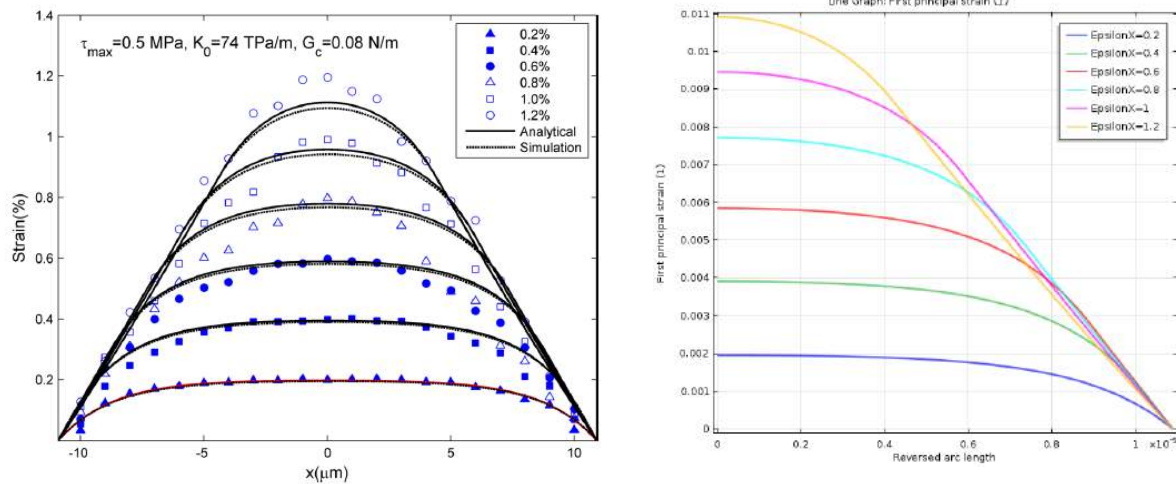 τmax=0.5 MPa, K0=74 TPa/m, Gc=0.08 N/m
0.2%
0.4%
0.6%
0.8%
1.0%
1.2%
Analytical
Simulation
1.2
1
0.8
0.6
0.4
0.2
Strain(%)
-10
-5
0
5
10
x(μm)
Line Graph: First principal strain (1)
0.011
0.01
0.009
0.008
0.007
0.006
0.005
0.004
0.003
0.002
0.001
0
First principal strain (1)
EpsilonX=0.2
EpsilonX=0.4
EpsilonX=0.6
EpsilonX=0.8
EpsilonX=1
EpsilonX=1.2
0
0.2
0.4
0.6
0.8
1
Reversed arc length